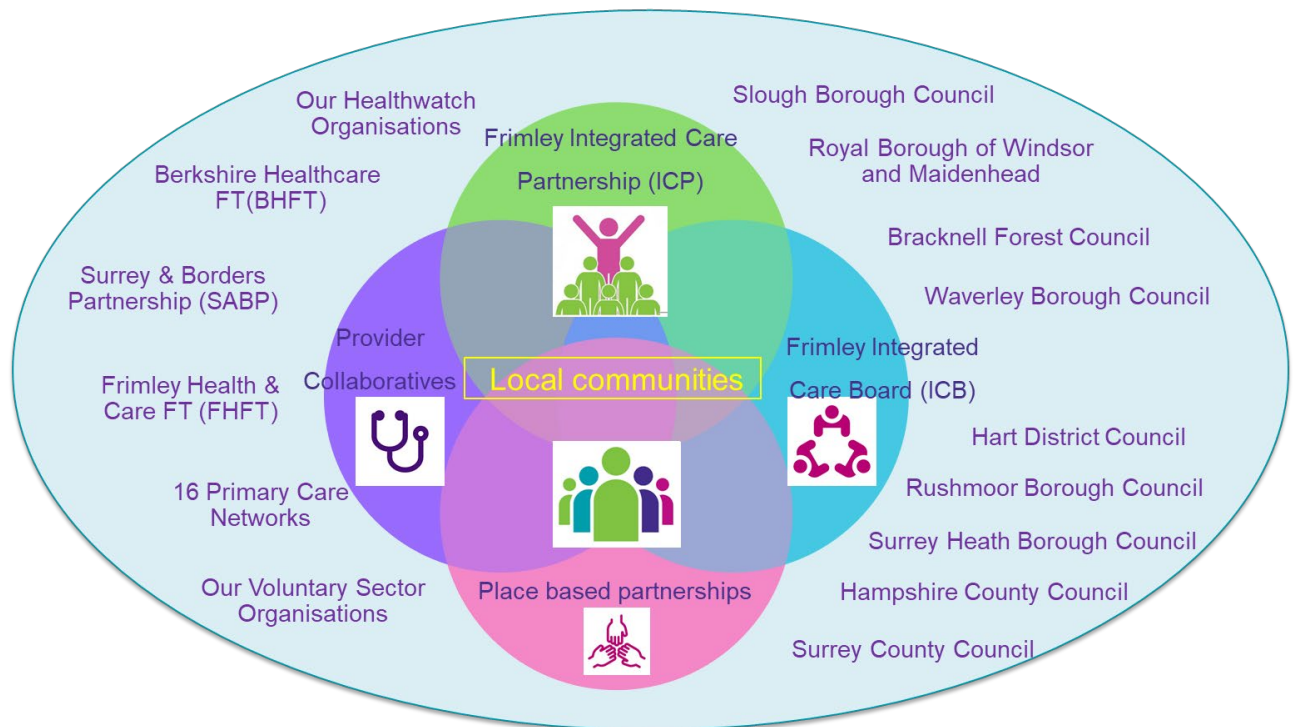 Our Healthwatch
Organisations
Berkshire Healthcare
FT(BHFT)
Surrey & Borders
Partnership (SABP)
Frimley Health &
Care FT (FHFT)
16 Primary Care
Networks
Our Voluntary Sector
Organisations
Frimley Integrated Care
Partnership (ICP)
Provider
Collaboratives
Local communities
Frimley Integrated
Care Board (ICB)
Place based partnerships
Slough Borough Council
Royal Borough of Windsor
and Maidenhead
Bracknell Forest Council
Waverley Borough Council
Hart District Council
Rushmoor Borough Council
Surrey Heath Borough Council
Hampshire County Council
Surrey County Council